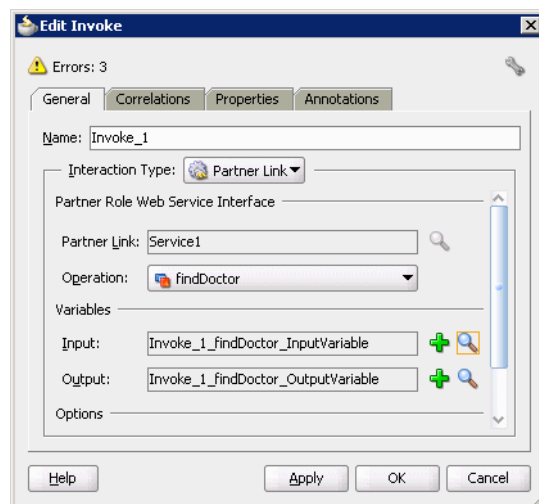 Edit Invoke
Errors: 3
General Correlations Properties Annotations
Name: Invoke_1
Interaction Type: Partner Link
Partner Role Web Service Interface
Partner Link: Service1
Operation: findDoctor
Variables
Input: Invoke_1_findDoctor_InputVariable
Output: Invoke_1_findDoctor_OutputVariable
Options
Help Apply OK Cancel